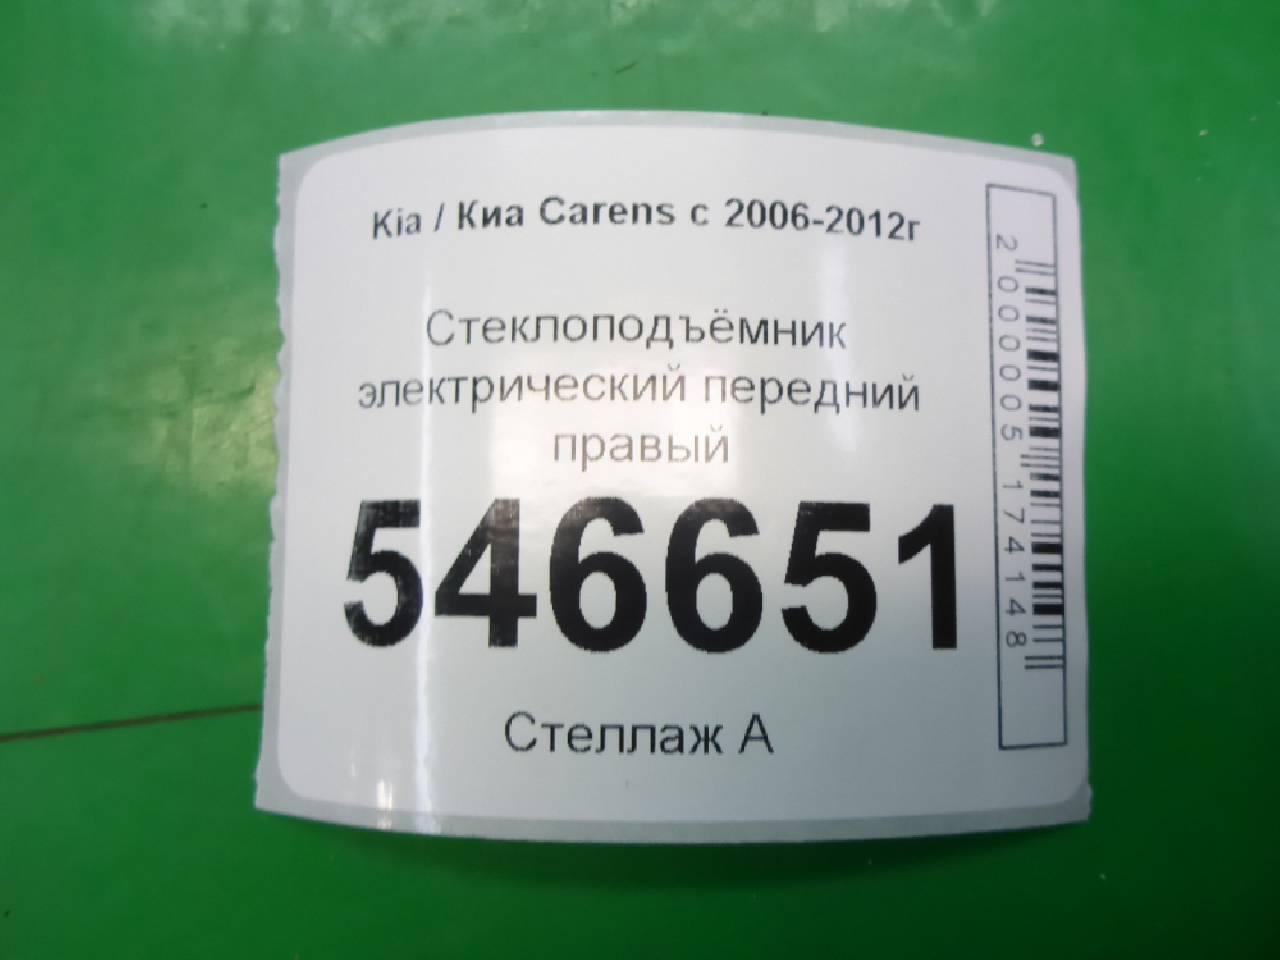 Kia / Киа Carens с 2006-2012г
Стеклоподъёмник
электрический передний
правый
546651
Стеллаж А
2000005174148